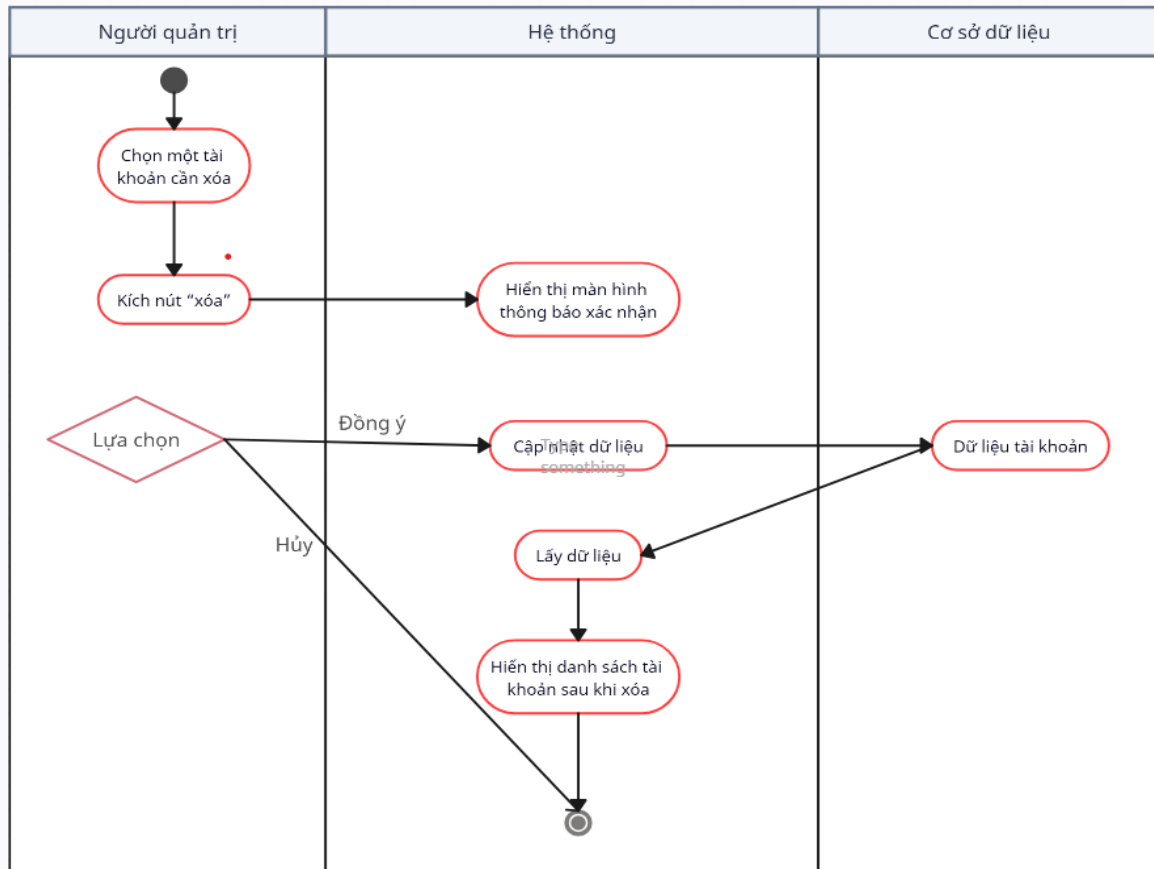 Người quản trị
Hệ thống
Cơ sở dữ liệu
Chọn một tài
khoản cần xóa
Kích nút “xóa”
Hiển thị màn hình
thông báo xác nhận
Lựa chọn
Đồng ý
Cập nhật dữ liệu
Type
something
Dữ liệu tài khoản
Hủy
Lấy dữ liệu
Hiển thị danh sách tài
khoản sau khi xóa